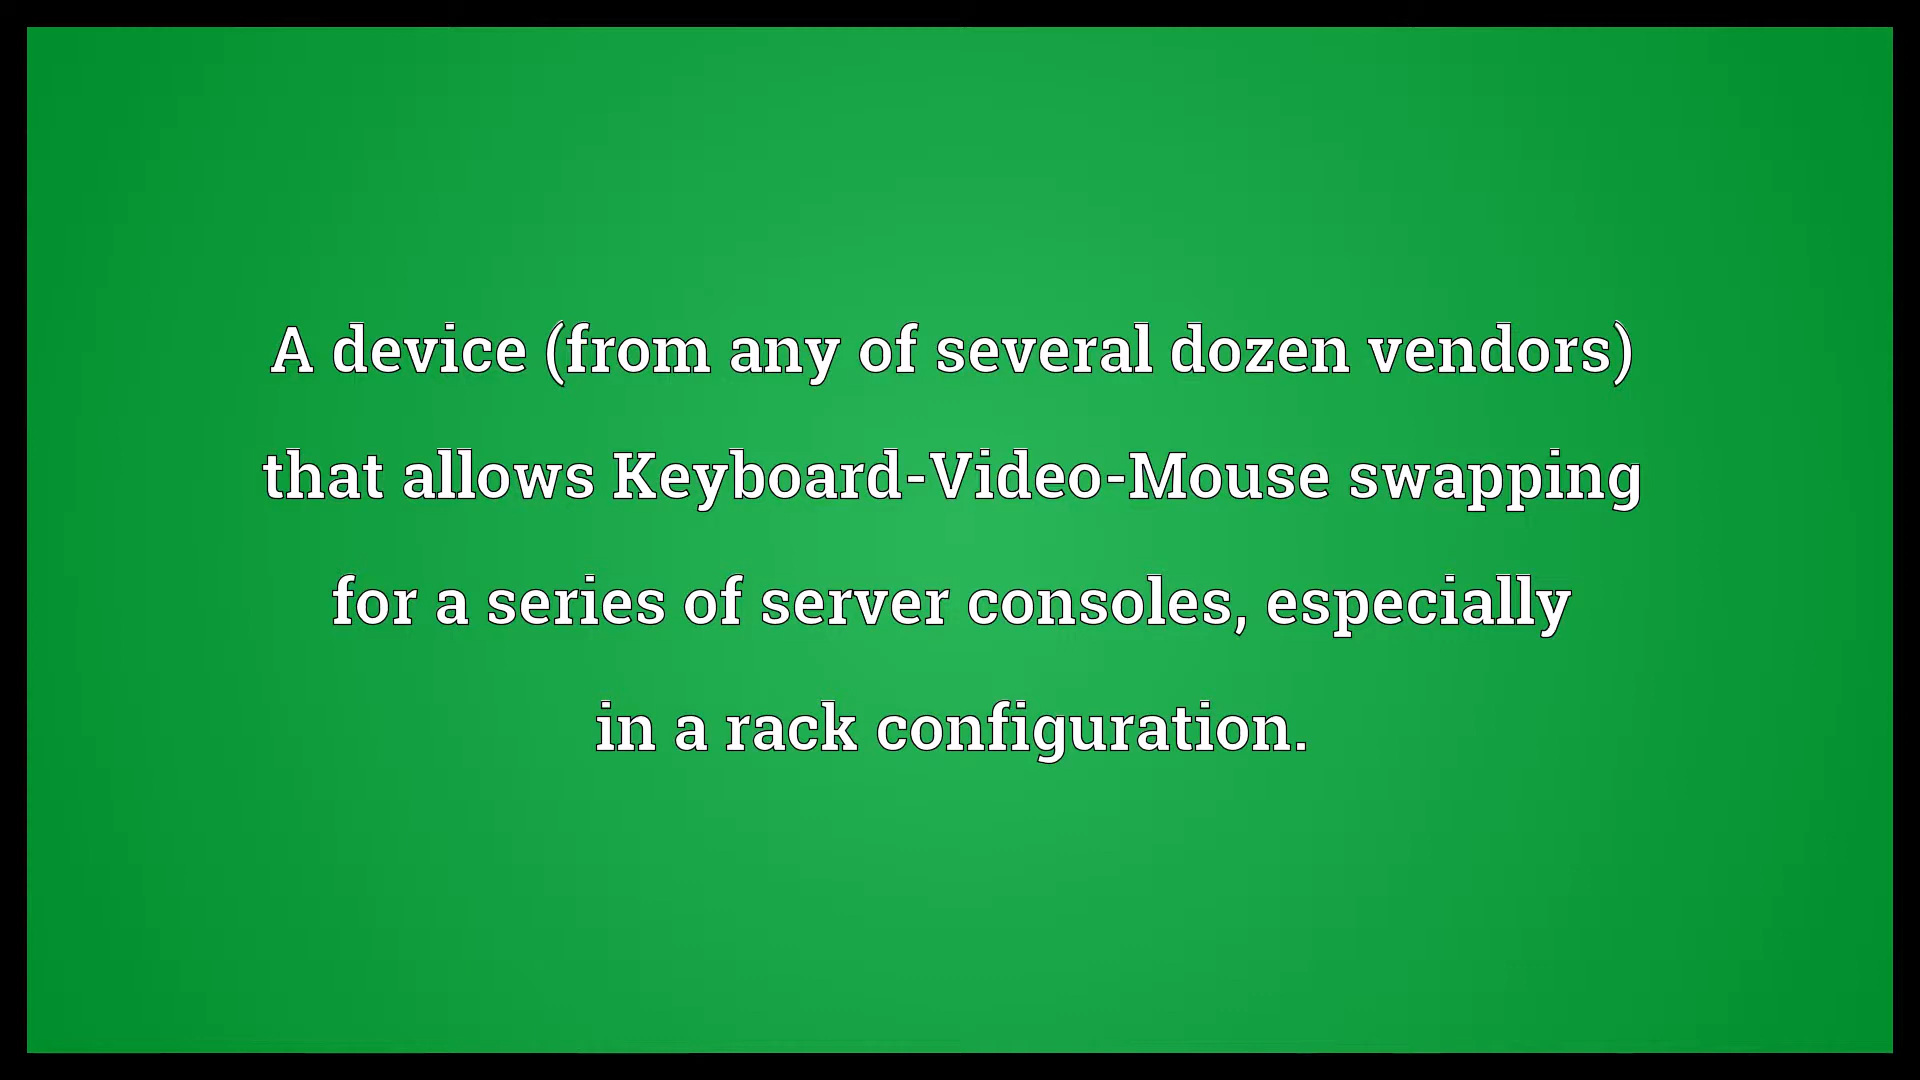 A device (from any of several dozen vendors)
that allows Keyboard-Video-Mouse swapping
for a series of server consoles, especially
in a rack configuration.